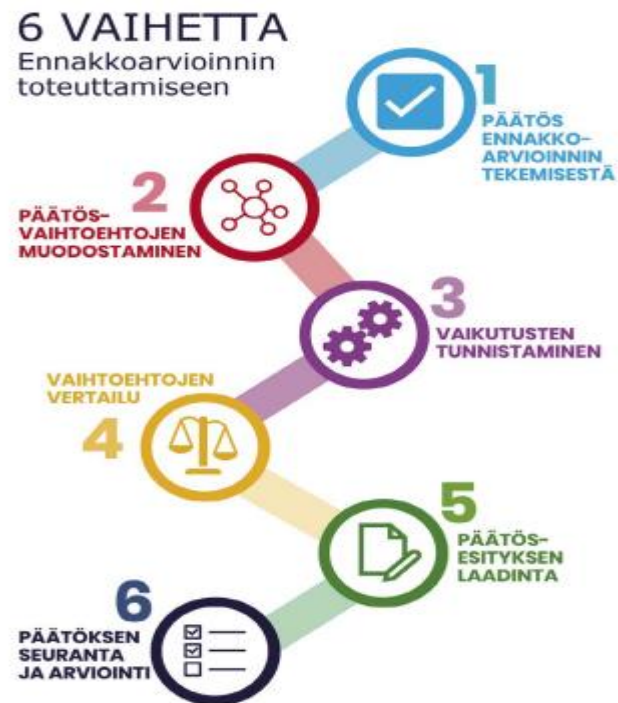 6 VAIHETTA
Ennakkoarvioinnin
toteuttamiseen
1
PÄÄTÖS
ENNAKKO-
ARVIOINNIN
TEKEMISESTÄ
2
PÄÄTÖS-
VAIHTOEHTOJEN
MUODOSTAMINEN
3
VAIKUTUSTEN
TUNNISTAMINEN
VAIHTOEHTOJEN
VERTAILU
4
5
PÄÄTÖS-
ESITYKSEN
LAADINTA
6
PÄÄTÖKSEN
SEURANTA
JA ARVIOINTI